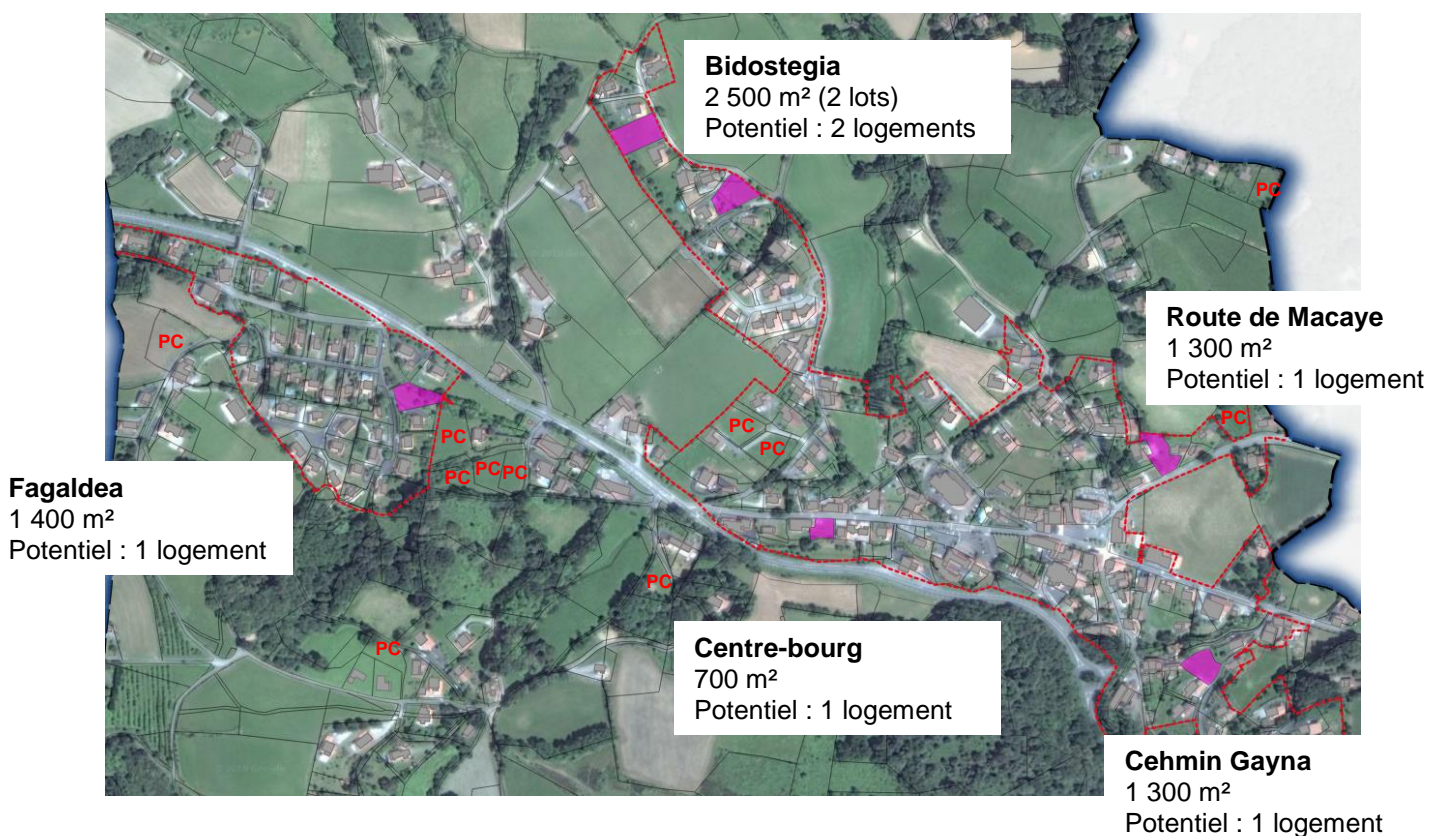 Bidostegia
2 500 m² (2 lots)
Potentiel : 2 logements
PC
Route de Macaye
1 300 m²
Potentiel : 1 logement
PC
PC
PC
PC
PC
PC
PC
PC
Fagaldea
1 400 m²
Potentiel : 1 logement
PC
PC
Centre-bourg
700 m²
Potentiel : 1 logement
Cehmin Gayna
1 300 m²
Potentiel : 1 logement